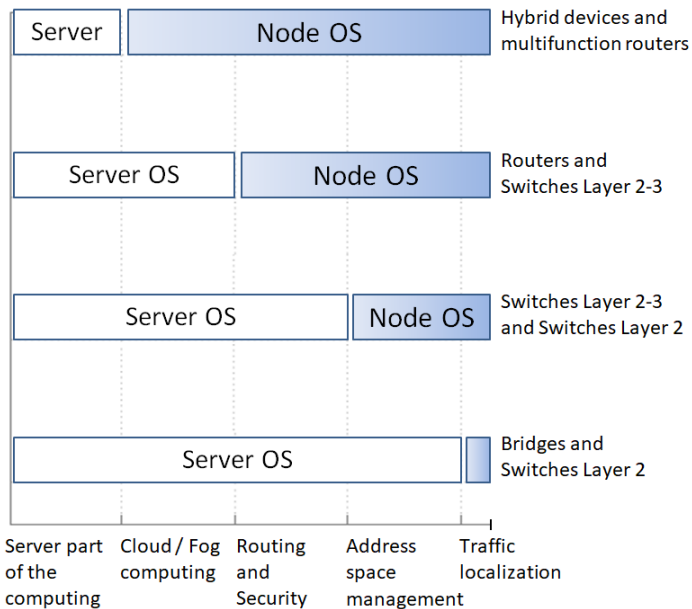 Server
Node OS
Hybrid devices and
multifunction routers
Server OS
Node OS
Routers and
Switches Layer 2-3
Server OS
Node OS
Switches Layer 2-3
and Switches Layer 2
Server OS
Bridges and
Switches Layer 2
Server part
of the
computing
Cloud / Fog
computing
Routing
and
Security
Address
space
management
Traffic
localization